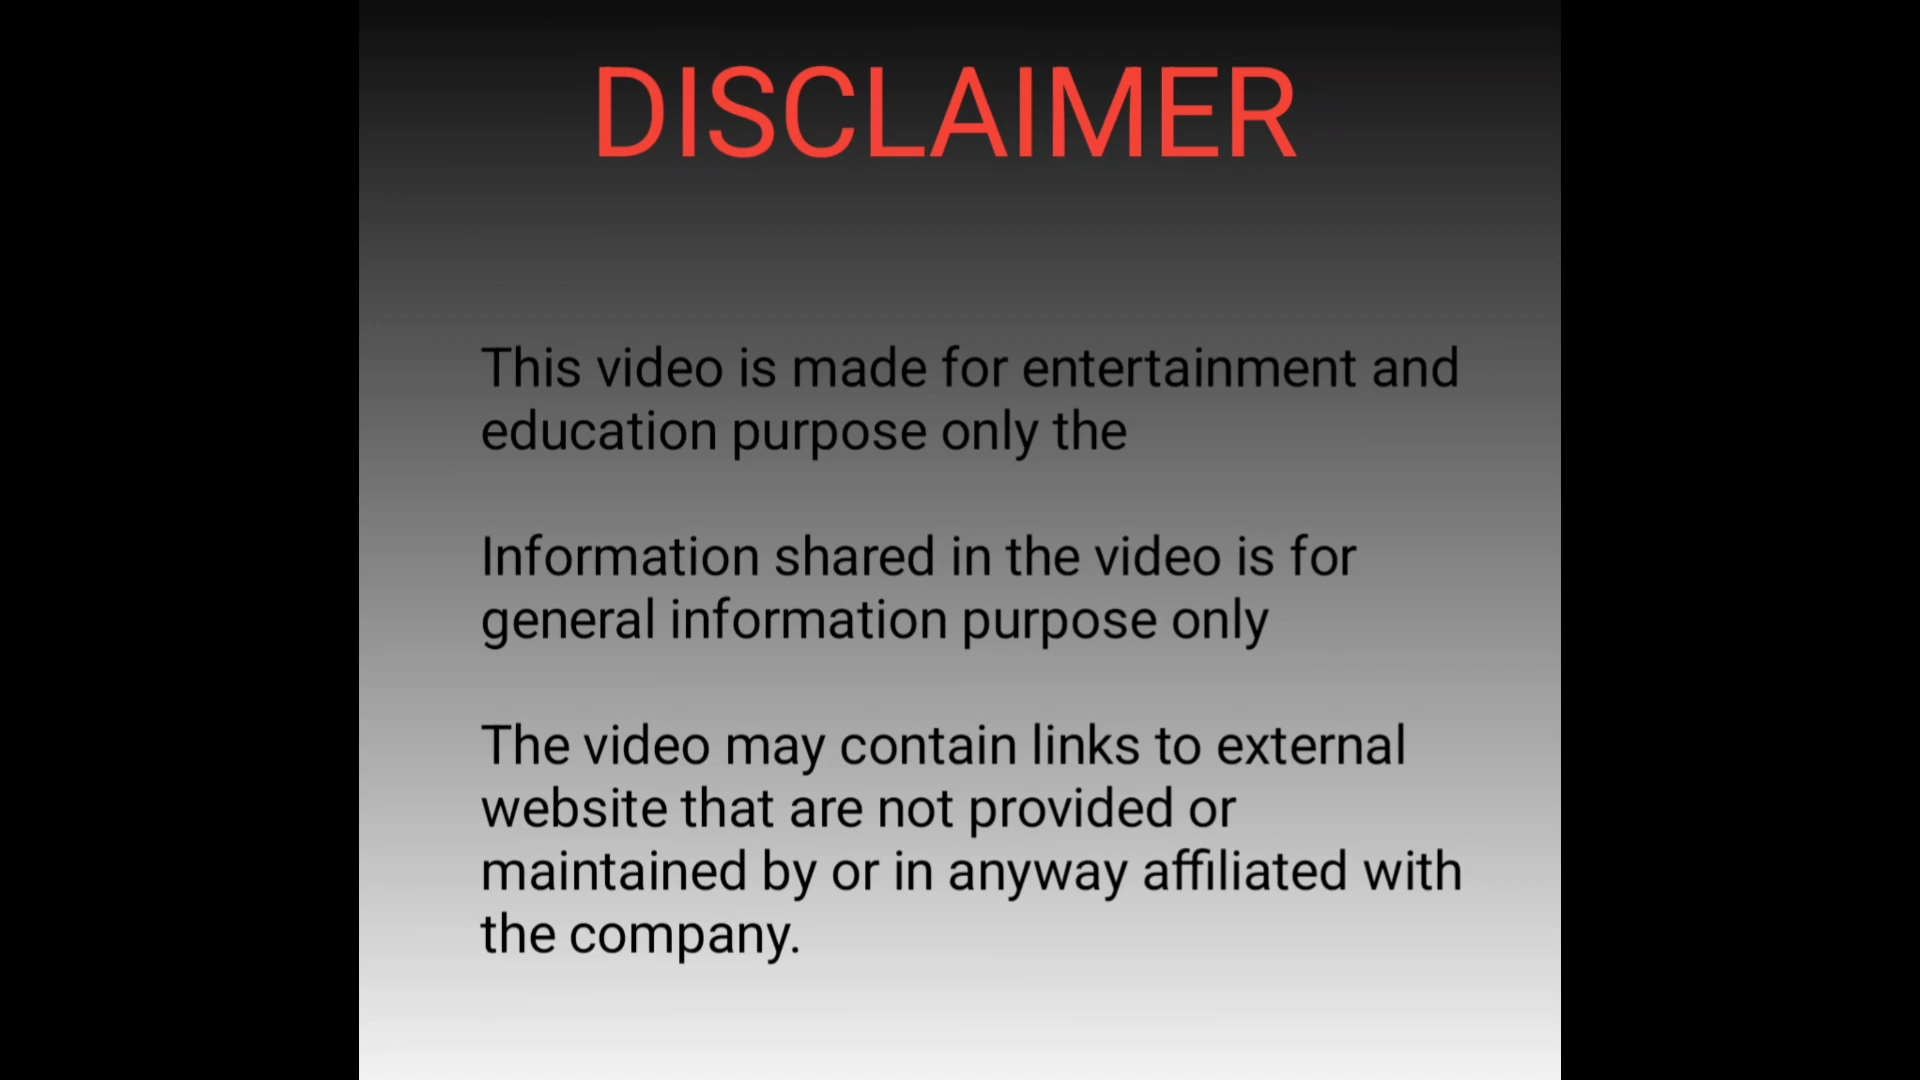 DISCLAIMER
This video is made for entertainment and
education purpose only the
Information shared in the video is for
general information purpose only
The video may contain links to external
website that are not provided or
maintained by or in anyway affiliated with
the company.